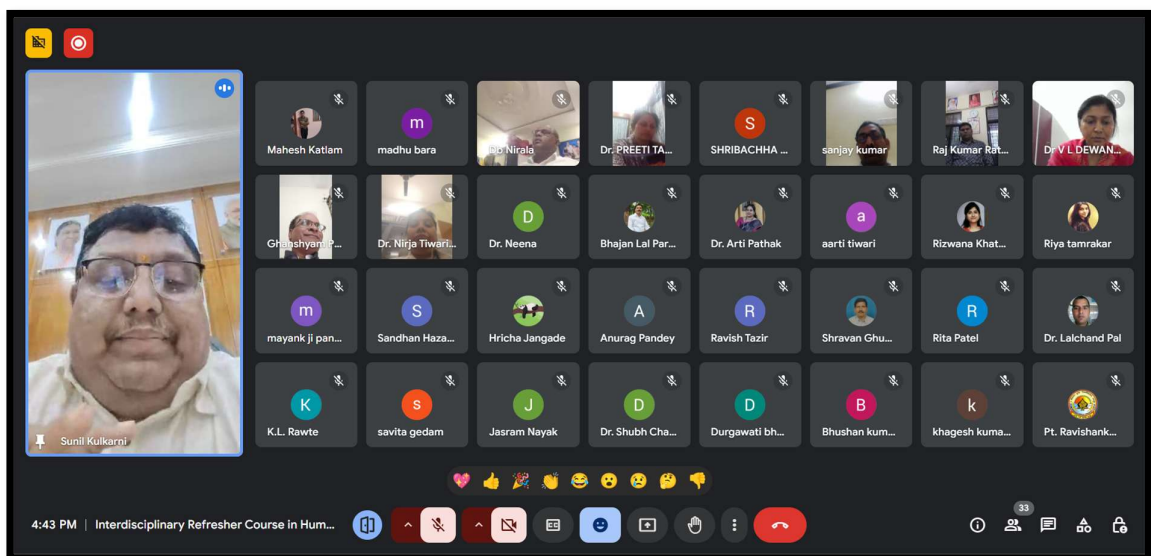 Sunil Kulkarni
Mahesh Katlam
m
madhu bara
Nirala
Dr. PREETI TA...
S
SHRIBACHHA ...
sanjay kumar
Raj Kumar Rat...
Dr V L DEWAN...
Ghanshyam P...
Dr. Nirja Tiwari...
D
Dr. Neena
Bhajan Lal Par...
Dr. Arti Pathak
a
aarti tiwari
Rizwana Khat...
Riya tamrakar
m
mayank ji pan...
S
Sandhan Haza...
Hricha Jangade
A
Anurag Pandey
R
Ravish Tazir
Shravan Ghu...
R
Rita Patel
Dr. Lalchand Pal
K
K.L. Rawte
s
savita gedam
J
Jasram Nayak
D
Dr. Shubh Cha...
D
Durgawati bh...
B
Bhushan kum...
k
khagesh kuma...
Pt. Ravishank...
4:43 PM | Interdisciplinary Refresher Course in Hum...
CC
33